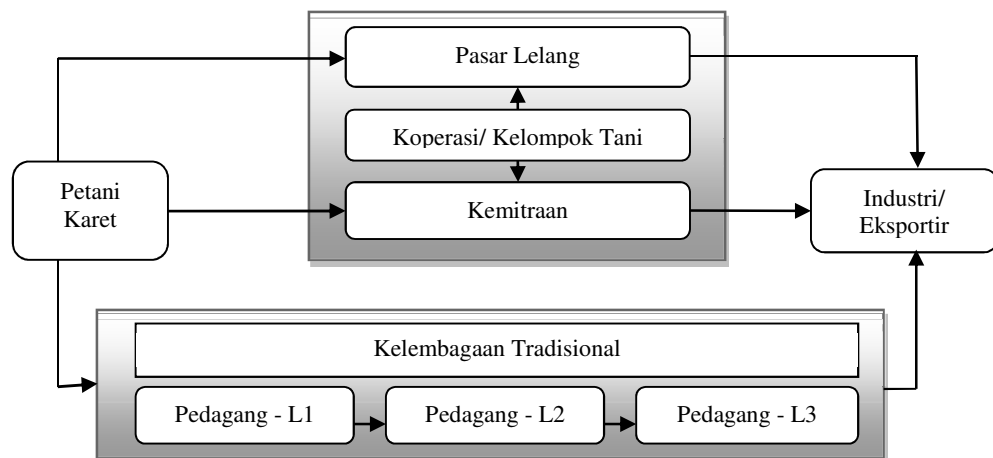 Pasar Lelang
Koperasi/ Kelompok Tani
Petani
Karet
Kemitraan
Industri/
Eksportir
Kelembagaan Tradisional
Pedagang - L1
Pedagang - L2
Pedagang - L3